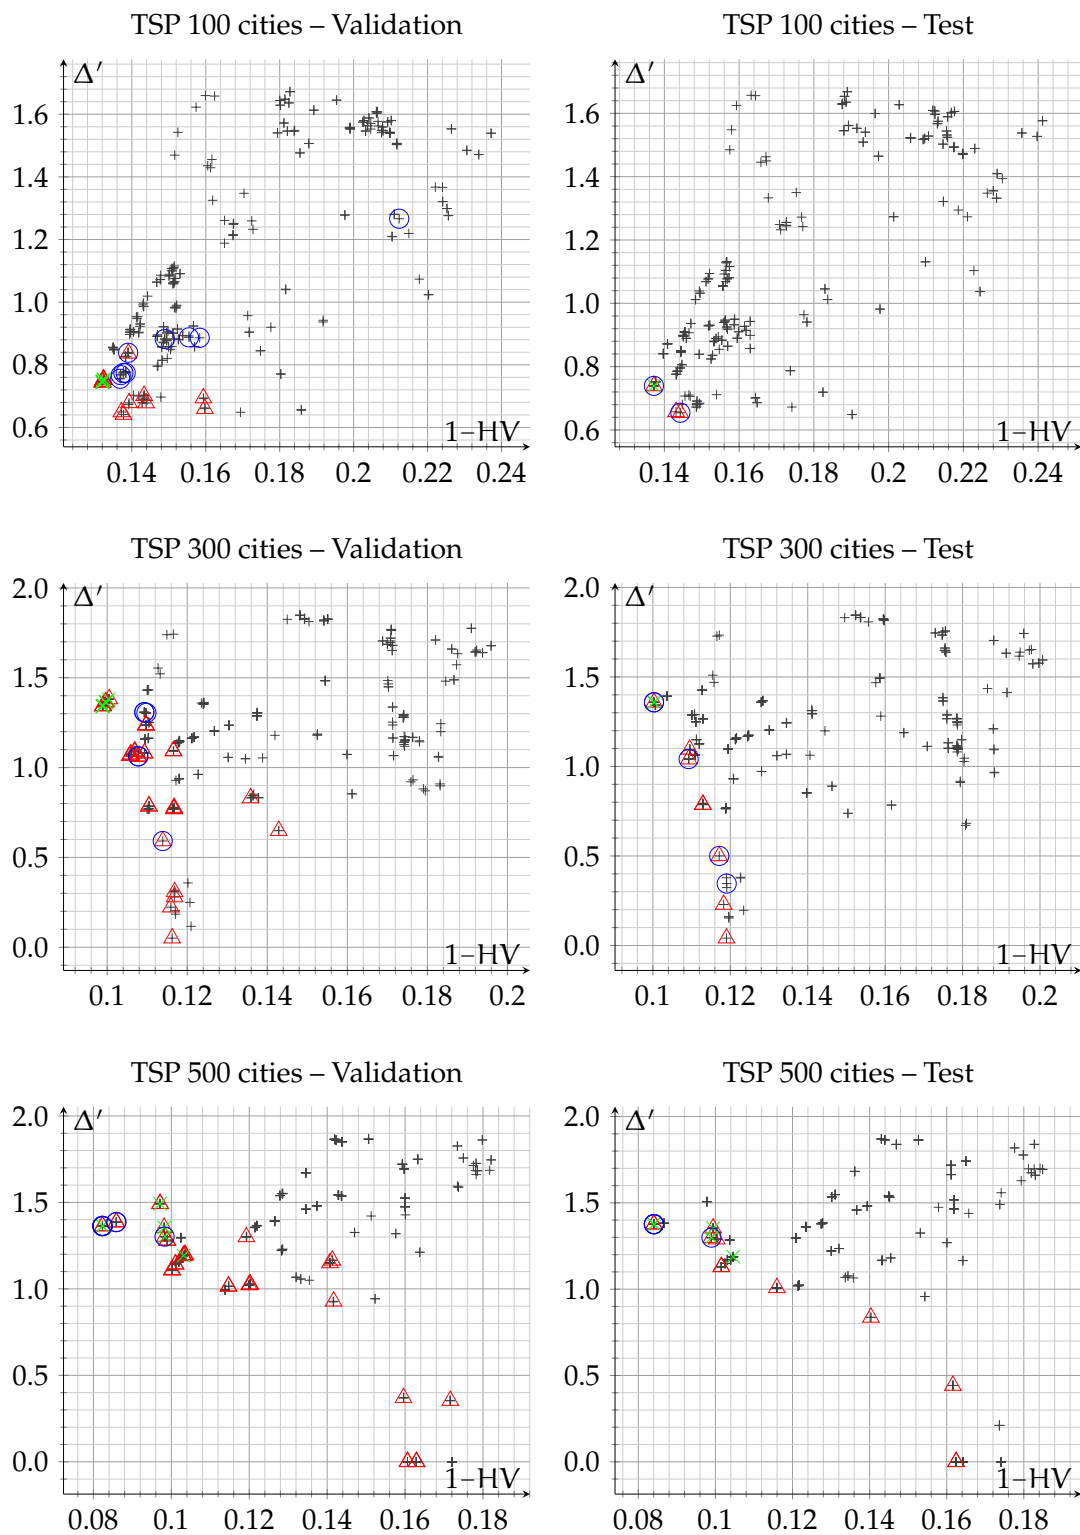 TSP 100 cities – Validation
Δ′
1.6
1.4
1.2
1.0
0.8
0.6
1–HV
0.14 0.16 0.18 0.2 0.22 0.24
TSP 100 cities – Test
Δ′
1.6
1.4
1.2
1.0
0.8
0.6
1–HV
0.14 0.16 0.18 0.2 0.22 0.24
TSP 300 cities – Validation
2.0
Δ′
1.5
1.0
0.5
0.0
1–HV
0.1 0.12 0.14 0.16 0.18 0.2
TSP 300 cities – Test
2.0
Δ′
1.5
1.0
0.5
0.0
1–HV
0.1 0.12 0.14 0.16 0.18 0.2
TSP 500 cities – Validation
2.0
Δ′
1.5
1.0
0.5
0.0
1–HV
0.08 0.1 0.12 0.14 0.16 0.18
TSP 500 cities – Test
2.0
Δ′
1.5
1.0
0.5
0.0
1–HV
0.08 0.1 0.12 0.14 0.16 0.18